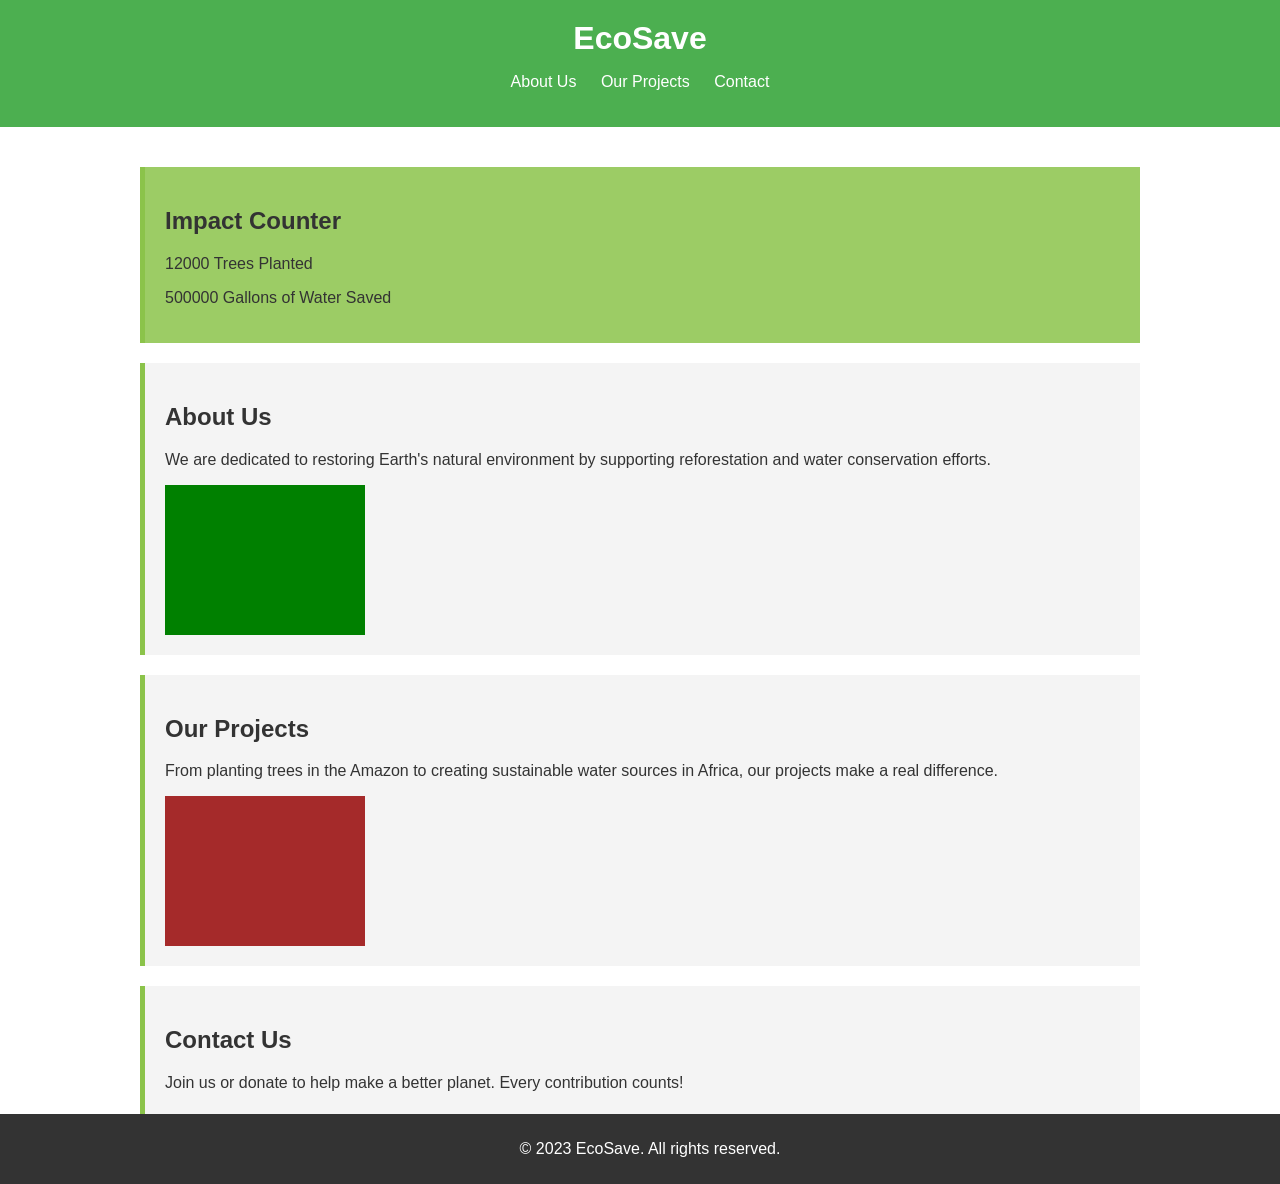 EcoSave
About Us Our Projects Contact
Impact Counter
12000 Trees Planted
500000 Gallons of Water Saved
About Us
We are dedicated to restoring Earth's natural environment by supporting reforestation and water conservation efforts.
Our Projects
From planting trees in the Amazon to creating sustainable water sources in Africa, our projects make a real difference.
Contact Us
Join us or donate to help make a better planet. Every contribution counts!
© 2023 EcoSave. All rights reserved.